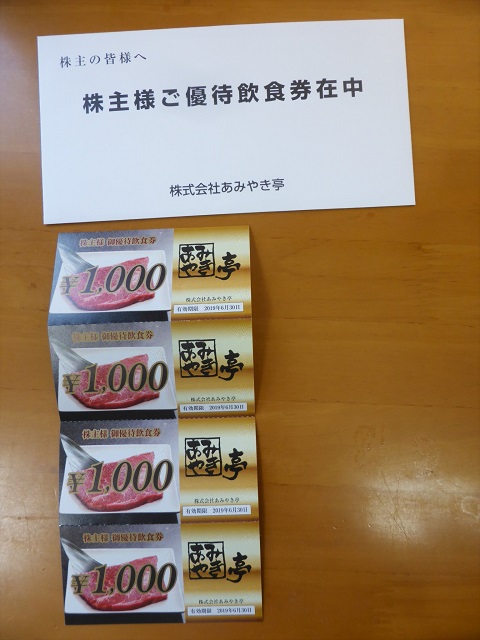 株主の皆様へ
株主様ご優待飲食券在中
株式会社あみやき亭
株主様 御優待飲食券
¥1,000
あみやき亭
株式会社あみやき亭
有効期限 2019年6月30日
株主様 御優待飲食券
¥1,000
あみやき亭
株式会社あみやき亭
有効期限 2019年6月30日
株主様 御優待飲食券
¥1,000
あみやき亭
株式会社あみやき亭
有効期限 2019年6月30日
株主様 御優待飲食券
¥1,000
あみやき亭
株式会社あみやき亭
有効期限 2019年6月30日